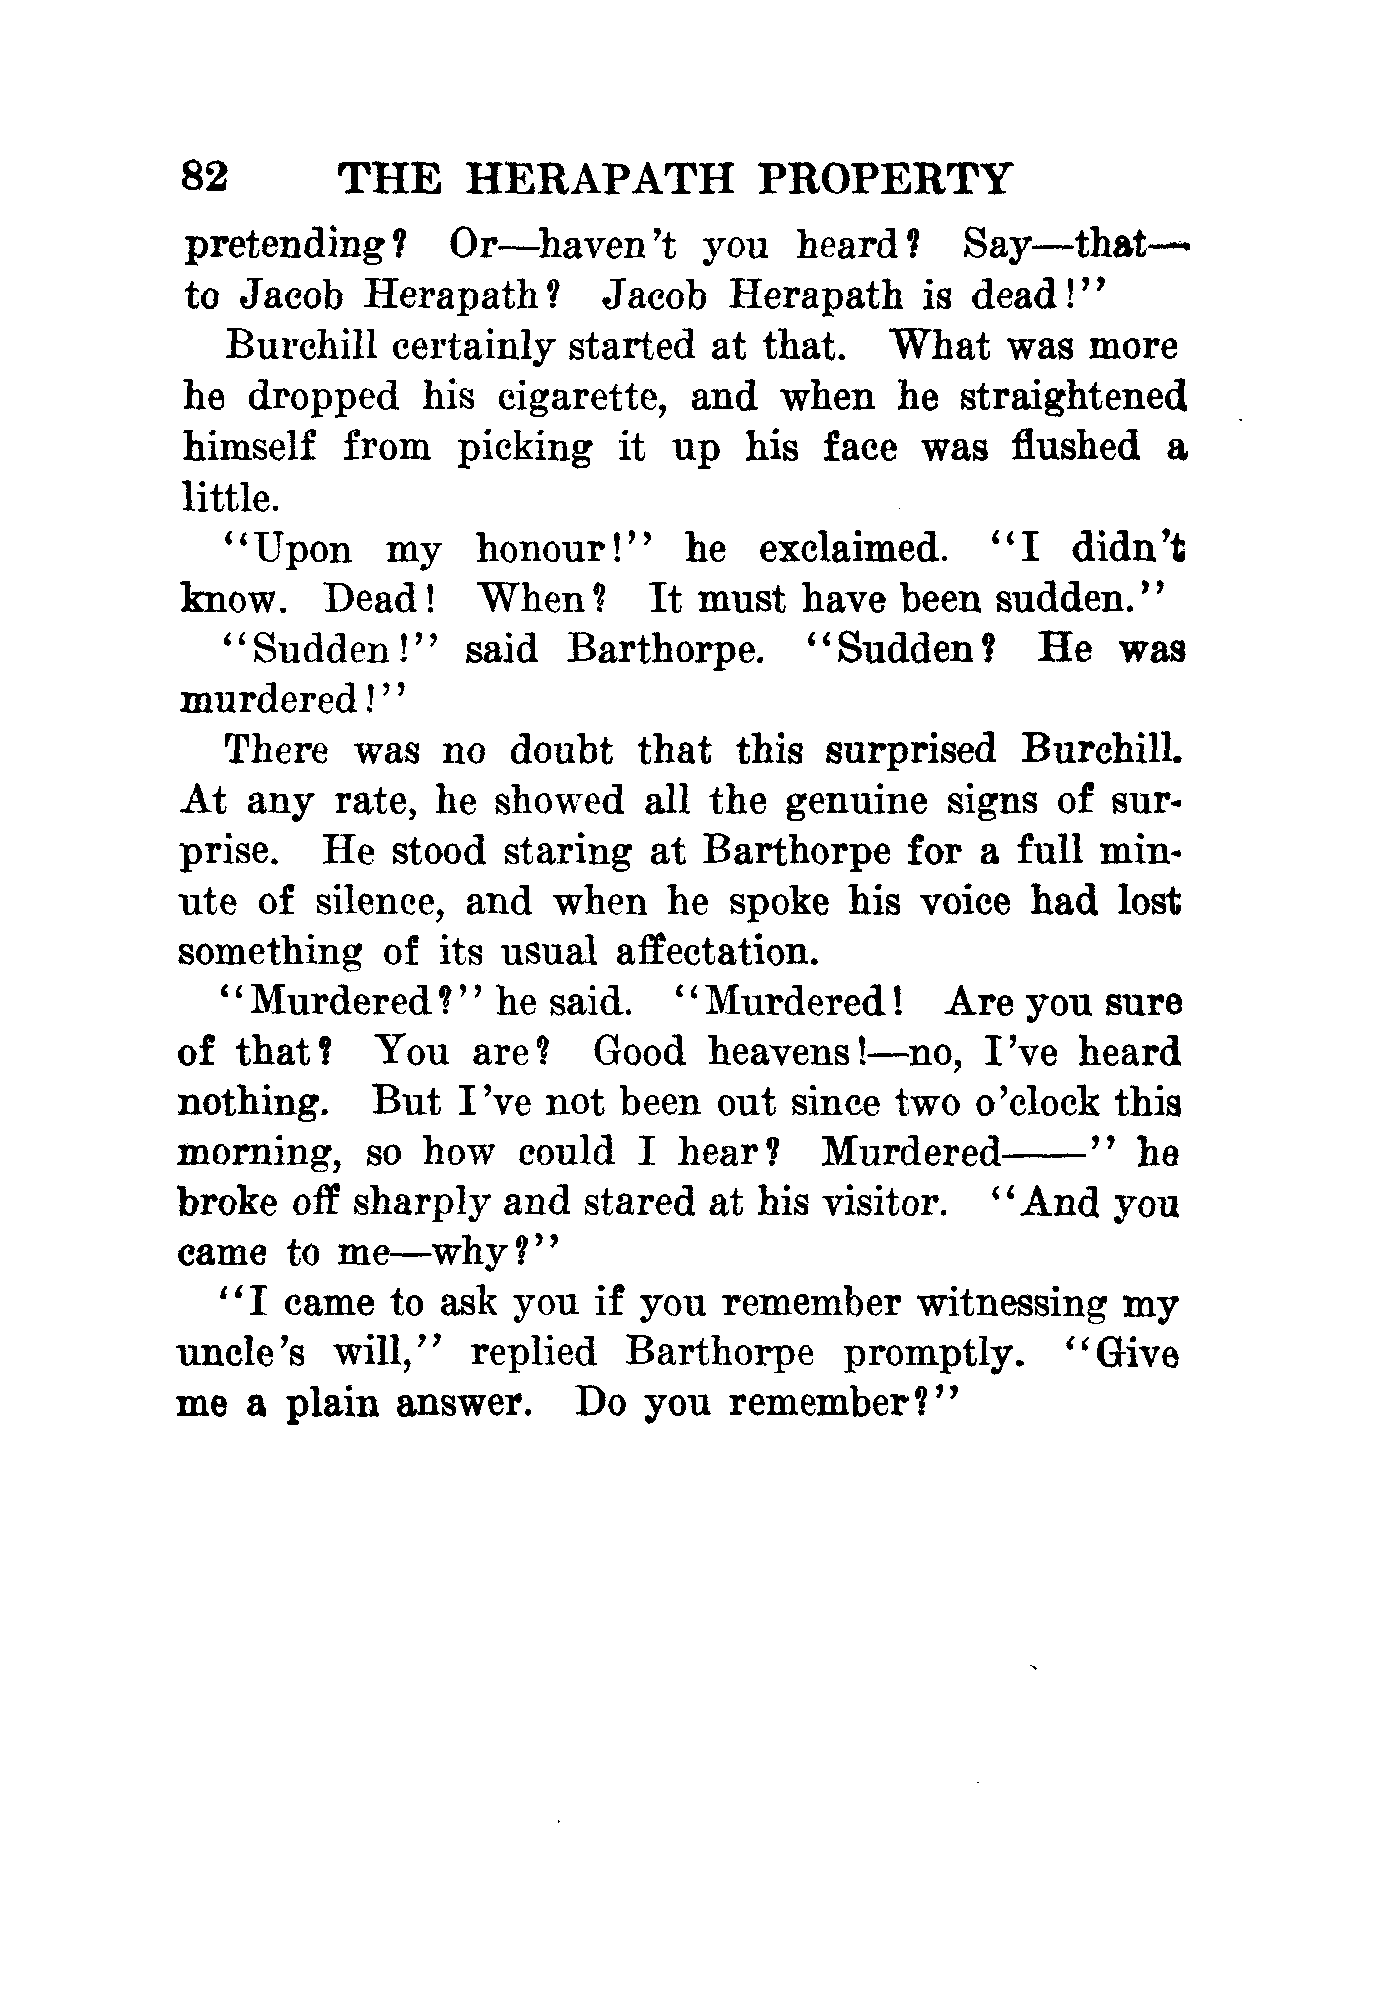 82 THE HERAPATH PROPERTY
pretending? Or—haven't you heard? Say—that—
to Jacob Herapath? Jacob Herapath is dead!"
Burchill certainly started at that. What was more
he dropped his cigarette, and when he straightened
himself from picking it up his face was flushed a
little.
"Upon my honour!" he exclaimed. "I didn't
know. Dead! When? It must have been sudden."
"Sudden!" said Barthorpe. "Sudden? He was
murdered!"
There was no doubt that this surprised Burchill.
At any rate, he showed all the genuine signs of sur-
prise. He stood staring at Barthorpe for a full min-
ute of silence, and when he spoke his voice had lost
something of its usual affectation.
"Murdered?" he said. "Murdered! Are you sure
of that? You are? Good heavens!—no, I've heard
nothing. But I've not been out since two o'clock this
morning, so how could I hear? Murdered——" he
broke off sharply and stared at his visitor. "And you
came to me—why?"
"I came to ask you if you remember witnessing my
uncle's will," replied Barthorpe promptly. "Give
me a plain answer. Do you remember?"